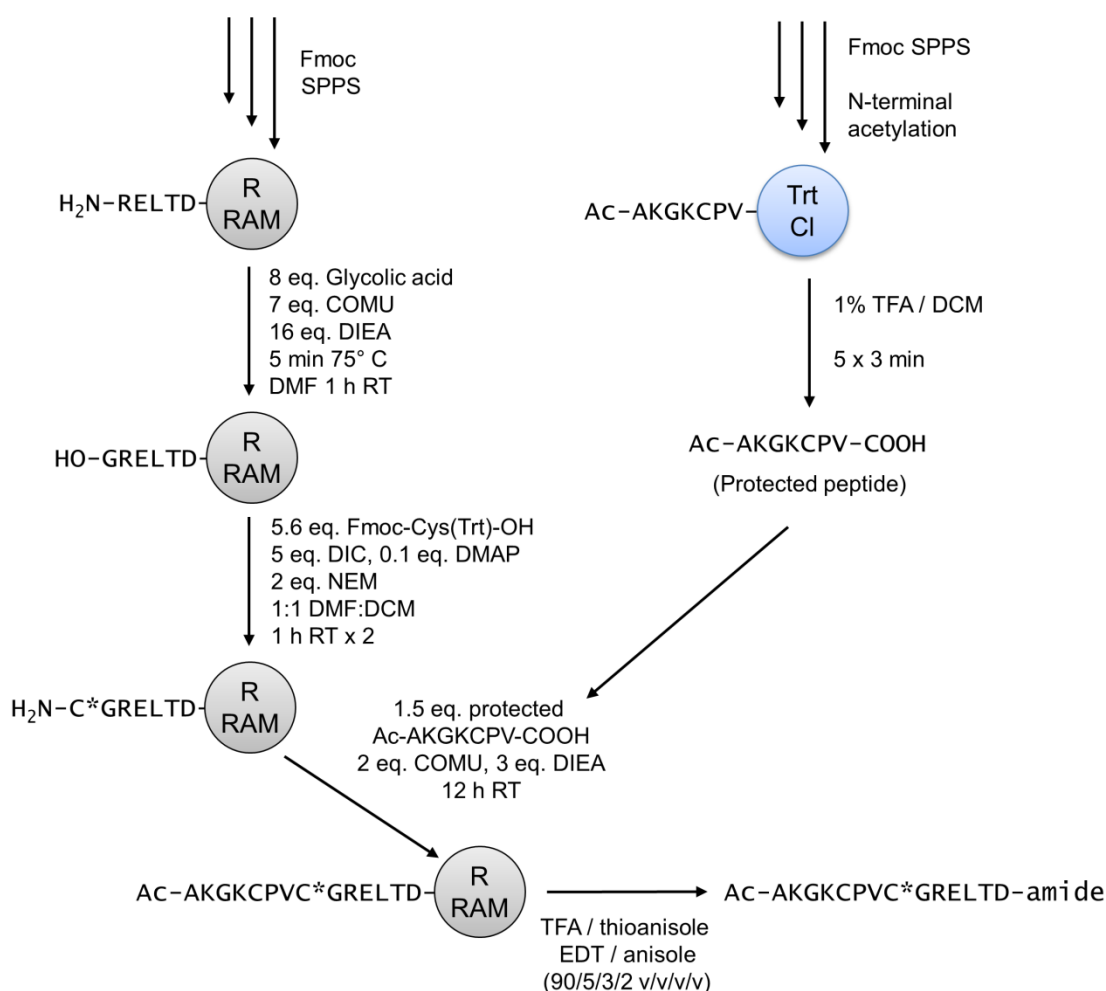 Fmoc
SPPS
Fmoc SPPS
N-terminal
acetylation
H₂N-RELTD-
R
RAM
Ac-AKGKCPV-
Trt
Cl
8 eq. Glycolic acid
7 eq. COMU
16 eq. DIEA
5 min 75° C
DMF 1 h RT
1% TFA / DCM
5 x 3 min
HO-GRELTD-
R
RAM
Ac-AKGKCPV-COOH
(Protected peptide)
5.6 eq. Fmoc-Cys(Trt)-OH
5 eq. DIC, 0.1 eq. DMAP
2 eq. NEM
1:1 DMF:DCM
1 h RT x 2
H₂N-C*GRELTD-
R
RAM
1.5 eq. protected
Ac-AKGKCPV-COOH
2 eq. COMU, 3 eq. DIEA
12 h RT
Ac-AKGKCPVC*GRELTD-
R
RAM
Ac-AKGKCPVC*GRELTD-amide
TFA / thioanisole
EDT / anisole
(90/5/3/2 v/v/v/v)